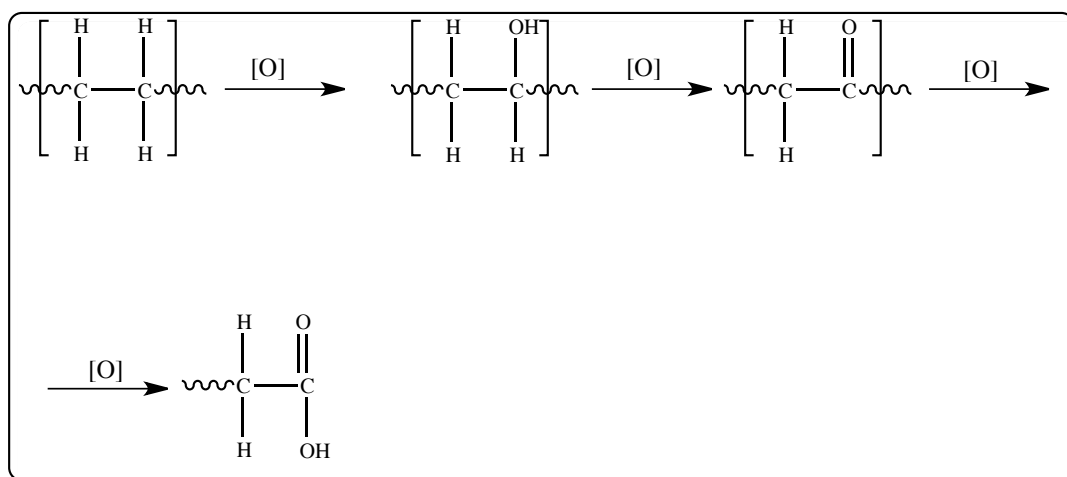 H H H OH H O
[O] [O] [O]
C C C C C C
H H H H H
H O
[O]
C C
H OH